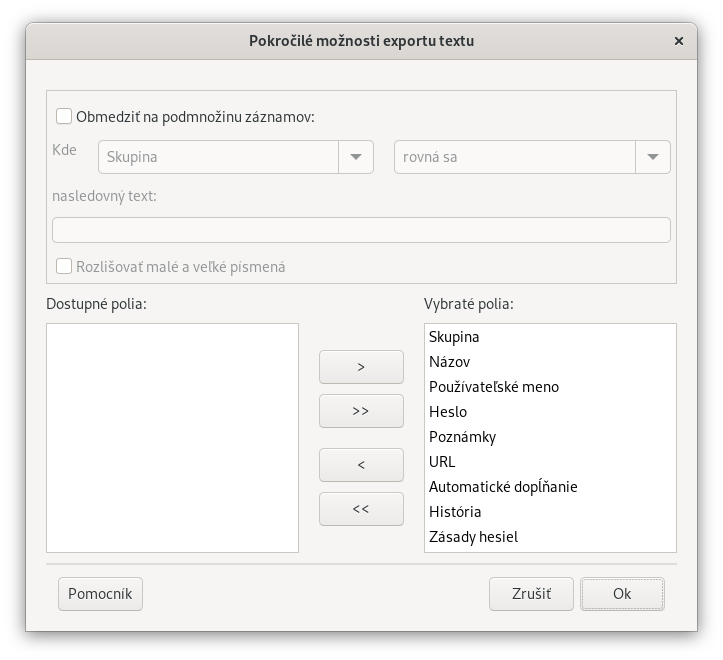 Pokročilé možnosti exportu textu
Obmedziť na podmnožinu záznamov:
Kde Skupina rovná sa
nasledovný text:
Rozlišovať malé a veľké písmená
Dostupné polia: Vybraté polia:
Skupina
Názov
Používateľské meno
Heslo
Poznámky
URL
Automatické dopĺňanie
História
Zásady hesiel
>
>>
<
<<
Pomocník Zrušiť Ok